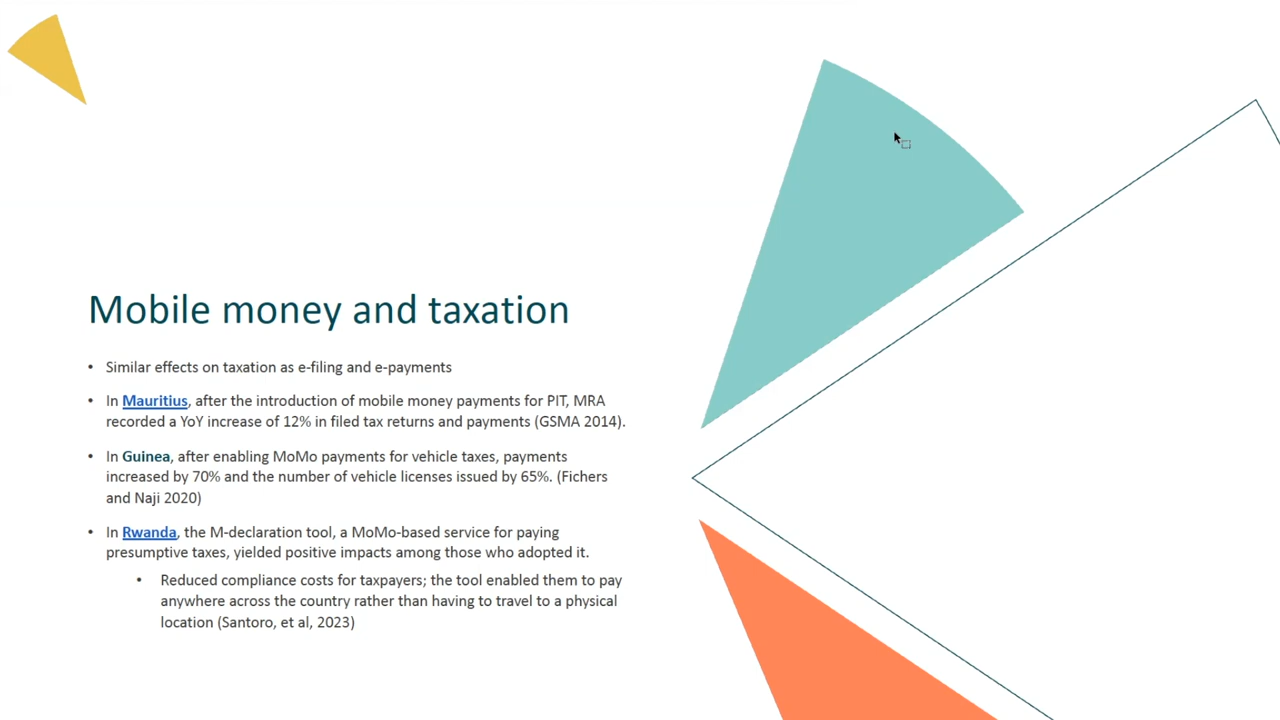 Mobile money and taxation
• Similar effects on taxation as e-filing and e-payments
• In Mauritius, after the introduction of mobile money payments for PIT, MRA
recorded a YoY increase of 12% in filed tax returns and payments (GSMA 2014).
• In Guinea, after enabling MoMo payments for vehicle taxes, payments
increased by 70% and the number of vehicle licenses issued by 65%. (Fichers
and Naji 2020)
• In Rwanda, the M-declaration tool, a MoMo-based service for paying
presumptive taxes, yielded positive impacts among those who adopted it.
• Reduced compliance costs for taxpayers; the tool enabled them to pay
anywhere across the country rather than having to travel to a physical
location (Santoro, et al, 2023)